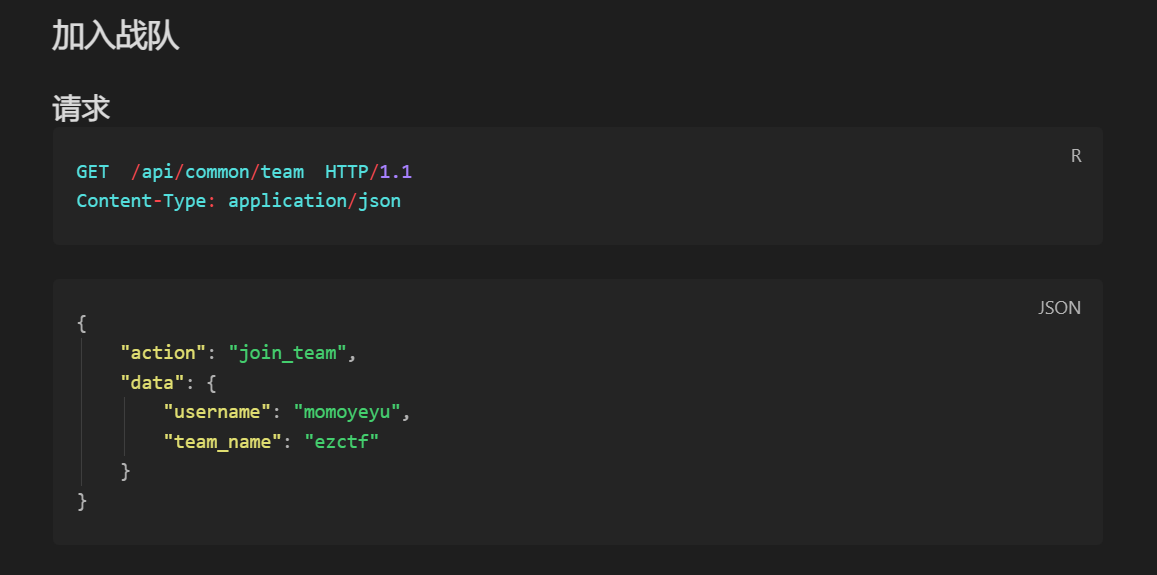 加入战队
请求
R
GET  /api/common/team  HTTP/1.1
Content-Type: application/json
JSON
{
    "action": "join_team",
    "data": {
        "username": "momoyeyu",
        "team_name": "ezctf"
    }
}